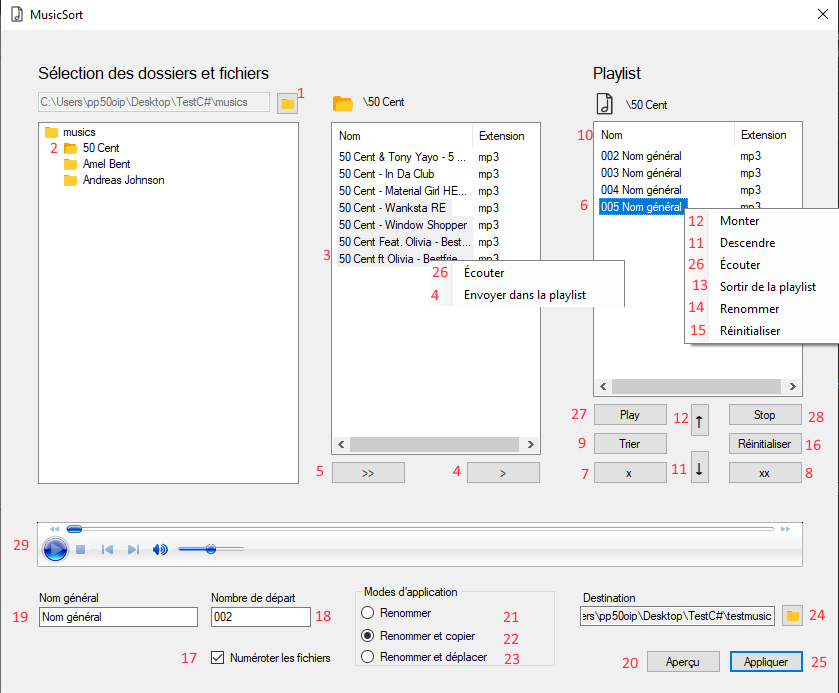 MusicSort
Sélection des dossiers et fichiers
C:\Users\pp50oip\Desktop\TestC#\musics
1
musics
2
50 Cent
Amel Bent
Andreas Johnson
\50 Cent
Nom Extension
50 Cent & Tony Yayo - 5 ... mp3
50 Cent - In Da Club mp3
50 Cent - Material Girl HE... mp3
50 Cent - Wanksta RE mp3
50 Cent - Window Shopper mp3
50 Cent Feat. Olivia - Best... mp3
3 50 Cent ft Olivia - Bestfrie... mp3
26 Écouter
4 Envoyer dans la playlist
5 >> 4 >
Playlist
\50 Cent
10 Nom Extension
002 Nom général mp3
003 Nom général mp3
004 Nom général mp3
6 005 Nom général mp3
12 Monter
11 Descendre
26 Écouter
13 Sortir de la playlist
14 Renommer
15 Réinitialiser
27 Play 12 ↑ Stop 28
9 Trier Réinitialiser 16
7 x 11 ↓ xx 8
29
Nom général
19 Nom général
Nombre de départ
002 18
17 Numéroter les fichiers
Modes d'application
Renommer 21
Renommer et copier 22
Renommer et déplacer 23
Destination
ers\pp50oip\Desktop\TestC#\testmusic 24
20 Aperçu Appliquer 25